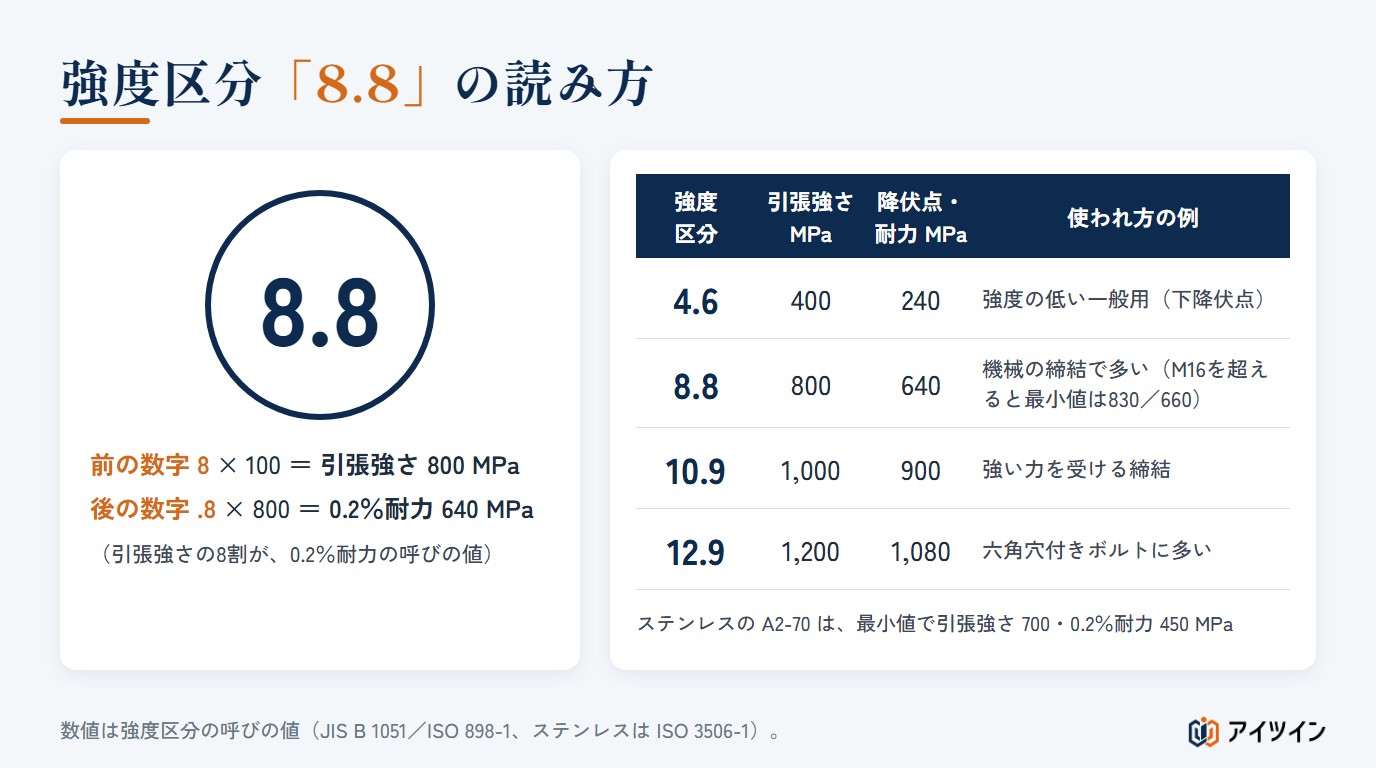 強度区分「8.8」の読み方
8.8
前の数字 8 × 100 ＝ 引張強さ 800 MPa
後の数字 .8 × 800 ＝ 0.2％耐力 640 MPa
（引張強さの8割が、0.2％耐力の呼びの値）
強度
区分
引張強さ
MPa
降伏点・
耐力 MPa
使われ方の例
4.6
400
240
強度の低い一般用（下降伏点）
8.8
800
640
機械の締結で多い（M16を超え
ると最小値は830／660）
10.9
1,000
900
強い力を受ける締結
12.9
1,200
1,080
六角穴付きボルトに多い
ステンレスの A2-70 は、最小値で引張強さ 700・0.2％耐力 450 MPa
数値は強度区分の呼びの値（JIS B 1051／ISO 898-1、ステンレスは ISO 3506-1）。
アイツイン